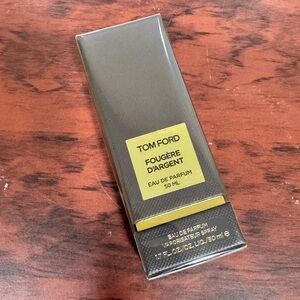 TOM FORD
FOUGÈRE
D'ARGENT
EAU DE PARFUM
50 ML
EAU DE PARFUM
VAPORISATEUR SPRAY
1.7 FL.OZ./OZ. LIQ./50 ml ℮